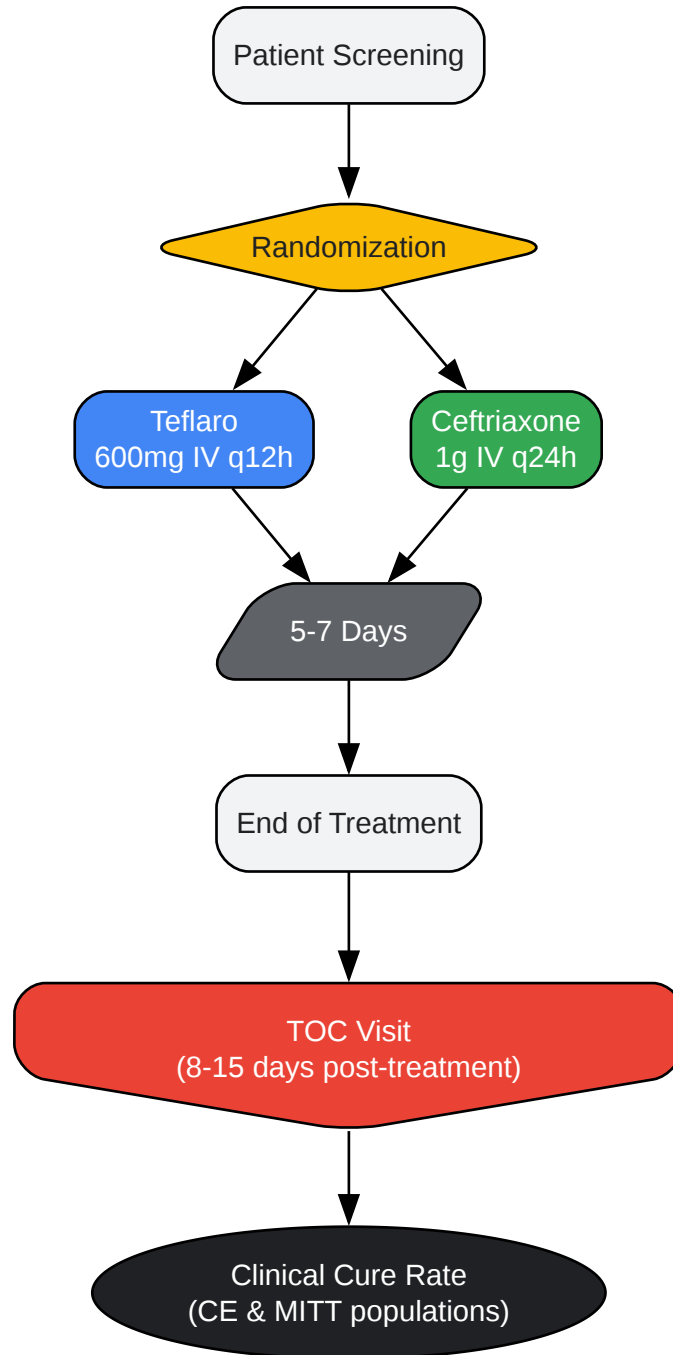 Patient Screening
Randomization
Teflaro
600mg IV q12h
Ceftriaxone
1g IV q24h
5-7 Days
End of Treatment
TOC Visit
(8-15 days post-treatment)
Clinical Cure Rate
(CE & MITT populations)